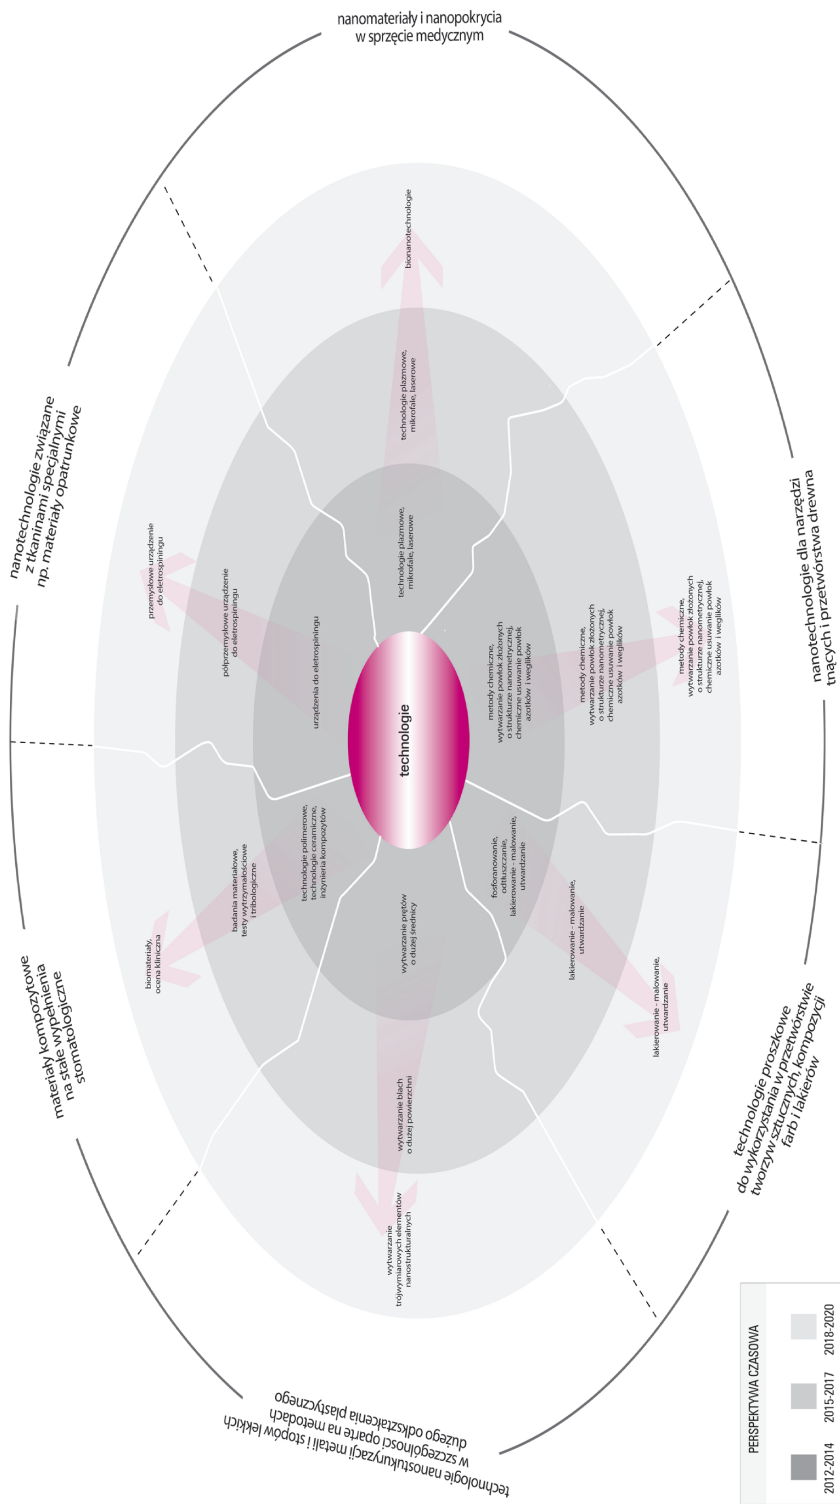 nanomateriały i nanopokrycia
w sprzęcie medycznym
nanotechnologie związane
z tkaninami specjalnymi
np. materiały opatrunkowe
nanotechnologie dla narzędzi
tnących i przetwórstwa drewna
materiały kompozytowe
na stałe wypełnienia
stomatologiczne
technologie proszkowe
do wykorzystania w przetwórstwie
tworzyw sztucznych, kompozycji
farb i lakierów
technologie nanostukuryzacji metali i stopów lekkich
w szczególności oparte na metodach
dużego odkształcenia plastycznego
technologie
bionanotechnologie
technologie plazmowe,
mikrofale, laserowe
technologie plazmowe,
mikrofale, laserowe
przemysłowe urządzenie
do eletrospiningu
półprzemysłowe urządzenie
do eletrospiningu
urządzenia do eletrospiningu
metody chemiczne,
wytwarzanie powłok złożonych
o strukturze nanometrycznej,
chemiczne usuwanie powłok
azotków i weglików
metody chemiczne,
wytwarzanie powłok złożonych
o strukturze nanometrycznej,
chemiczne usuwanie powłok
azotków i weglików
metody chemiczne,
wytwarzanie powłok złożonych
o strukturze nanometrycznej,
chemiczne usuwanie powłok
azotków i weglików
biomateriały,
ocena kliniczna
badania materiałowe,
testy wytrzymałościowe
i tribologiczne
technologie polimerowe,
technologie ceramiczne,
inżynieria kompozytów
wytwarzanie prętów
o dużej średnicy
wytwarzanie blach
o dużej powierzchni
wytwarzanie
trójwymiarowych elementów
nanostrukturalnych
fosforanowanie,
odtłuszczanie,
lakierowanie - malowanie,
utwardzanie
lakierowanie - malowanie,
utwardzanie
lakierowanie - malowanie,
utwardzanie
PERSPEKTYWA CZASOWA
2012-2014
2015-2017
2018-2020